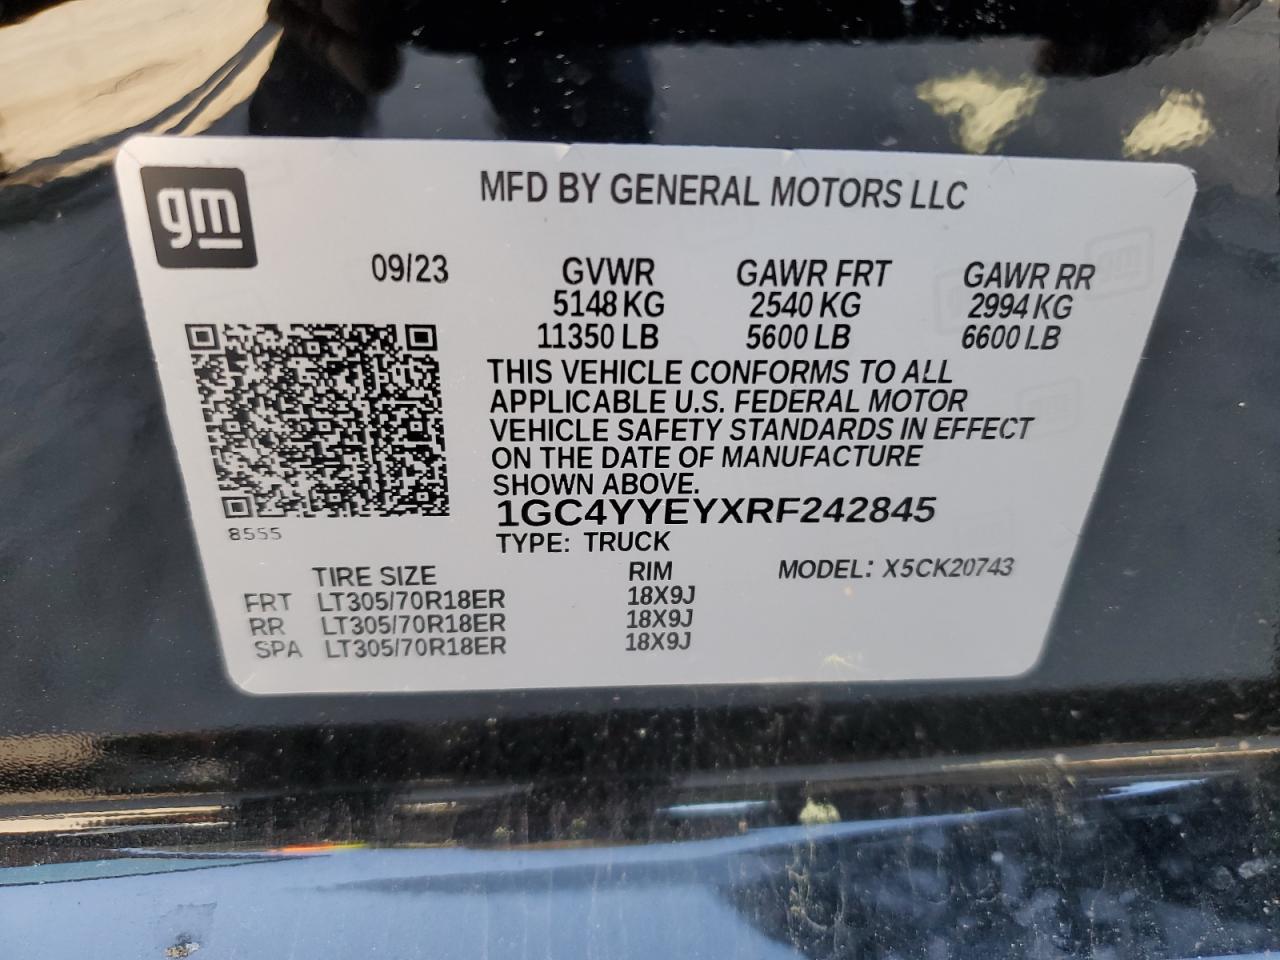 gm
MFD BY GENERAL MOTORS LLC
09/23 GVWR GAWR FRT GAWR RR
5148 KG 2540 KG 2994 KG
11350 LB 5600 LB 6600 LB
THIS VEHICLE CONFORMS TO ALL
APPLICABLE U.S. FEDERAL MOTOR
VEHICLE SAFETY STANDARDS IN EFFECT
ON THE DATE OF MANUFACTURE
SHOWN ABOVE.
1GC4YYEYXRF242845
8555
TYPE: TRUCK
TIRE SIZE RIM MODEL: X5CK20743
FRT LT305/70R18ER 18X9J
RR LT305/70R18ER 18X9J
SPA LT305/70R18ER 18X9J